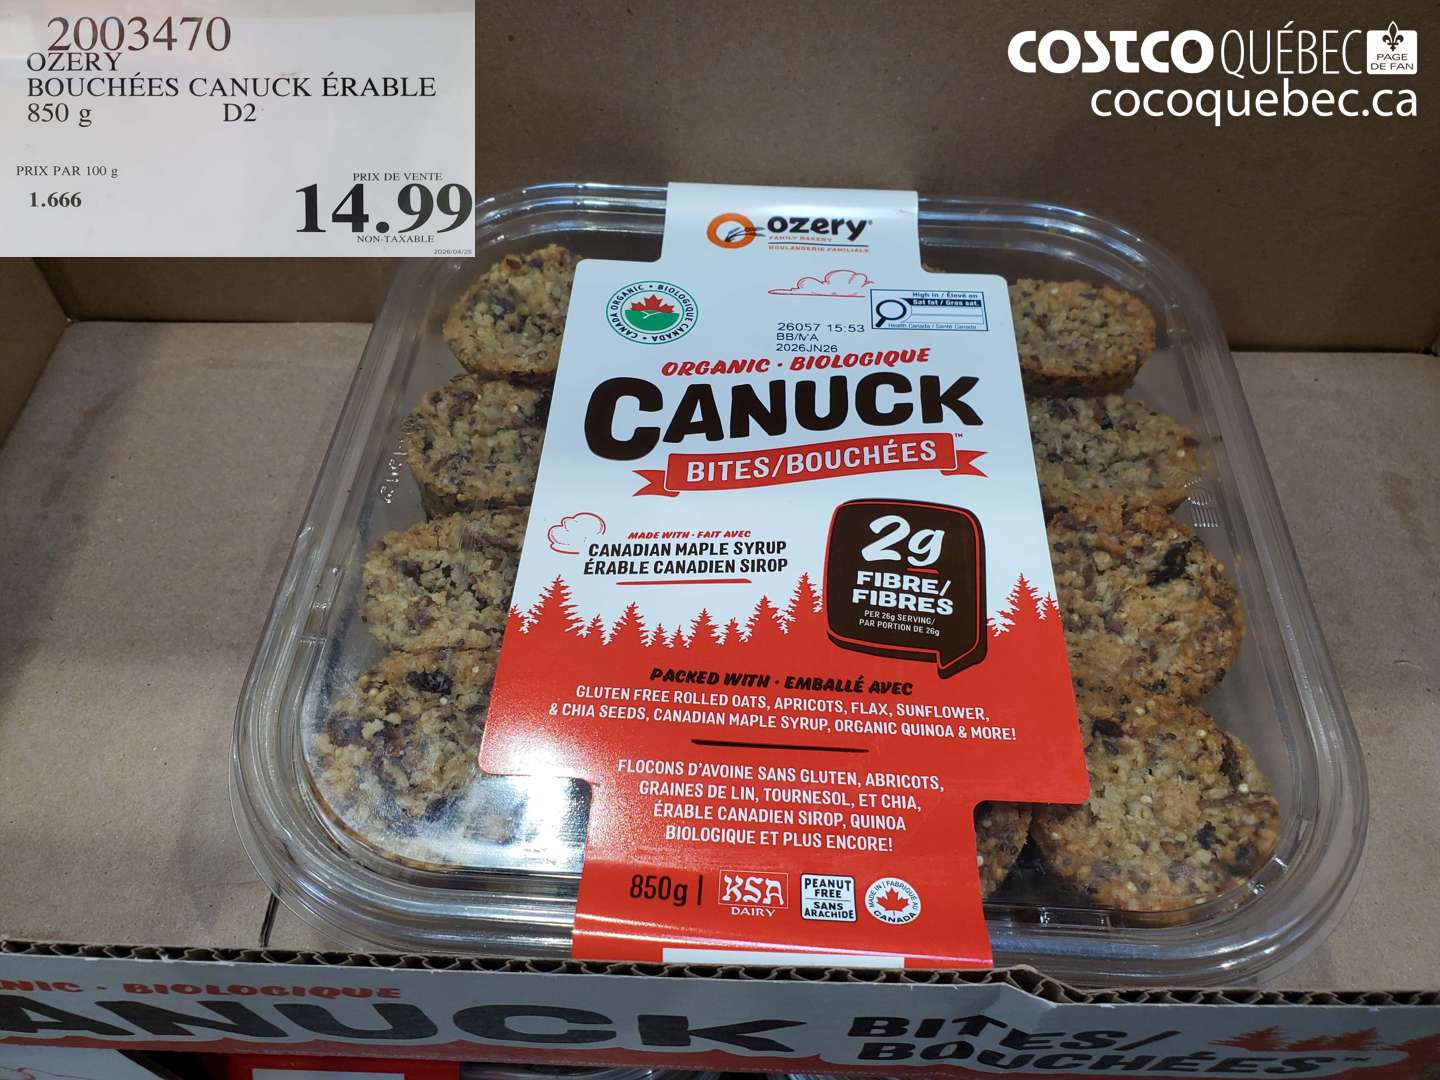 2003470
OZERY
BOUCHÉES CANUCK ÉRABLE
850 g D2
PRIX PAR 100 g
1.666
PRIX DE VENTE
14.99
NON-TAXABLE
2026/04/25
COSTCO QUÉBEC
PAGE
DE FAN
cocoquebec.ca
ozery®
FAMILY BAKERY
BOULANGERIE FAMILIALE
CANADA ORGANIC • BIOLOGIQUE CANADA •
High in / Élevé en
Sat fat / Gras sat.
Health Canada / Santé Canada
26057 15:53
BB/MA
2026JN26
ORGANIC · BIOLOGIQUE
CANUCK
BITES/BOUCHÉES™
MADE WITH · FAIT AVEC
CANADIAN MAPLE SYRUP
ÉRABLE CANADIEN SIROP
2g
FIBRE/
FIBRES
PER 26g SERVING/
PAR PORTION DE 26g
PACKED WITH · EMBALLÉ AVEC
GLUTEN FREE ROLLED OATS, APRICOTS, FLAX, SUNFLOWER,
& CHIA SEEDS, CANADIAN MAPLE SYRUP, ORGANIC QUINOA & MORE!
FLOCONS D'AVOINE SANS GLUTEN, ABRICOTS,
GRAINES DE LIN, TOURNESOL, ET CHIA,
ÉRABLE CANADIEN SIROP, QUINOA
BIOLOGIQUE ET PLUS ENCORE!
850g |
KSA
DAIRY
PEANUT
FREE
SANS
ARACHIDE
MADE IN | FABRIQUÉ AU
CANADA
NIC · BIOLOGIQUE
ANUCK BITES/
BOUCHÉES™